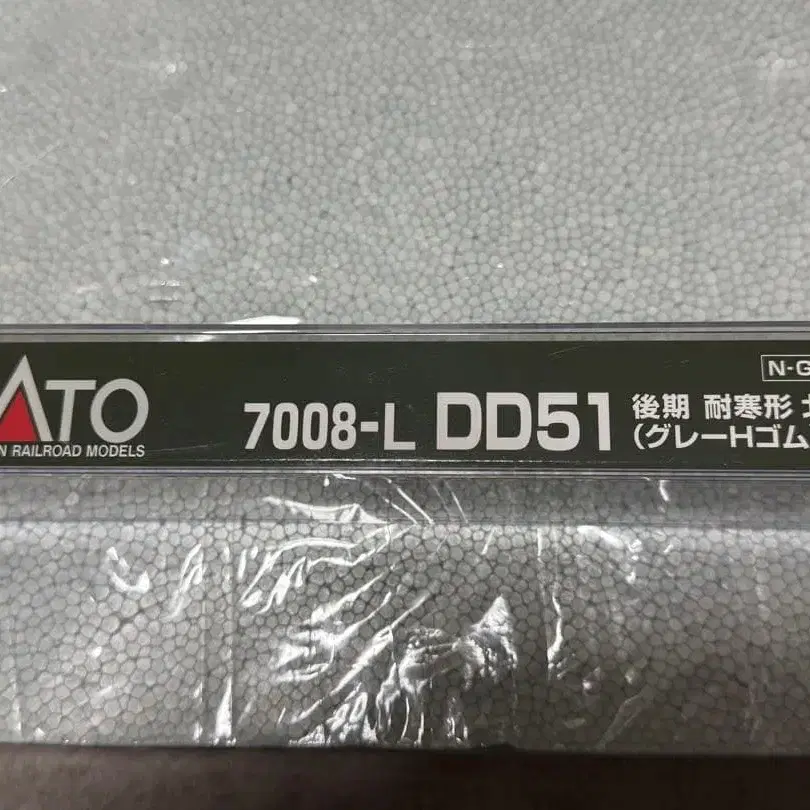 ATO
N RAILROAD MODELS
7008-L DD51
後期 耐寒形
(グレーHゴム)
N-G